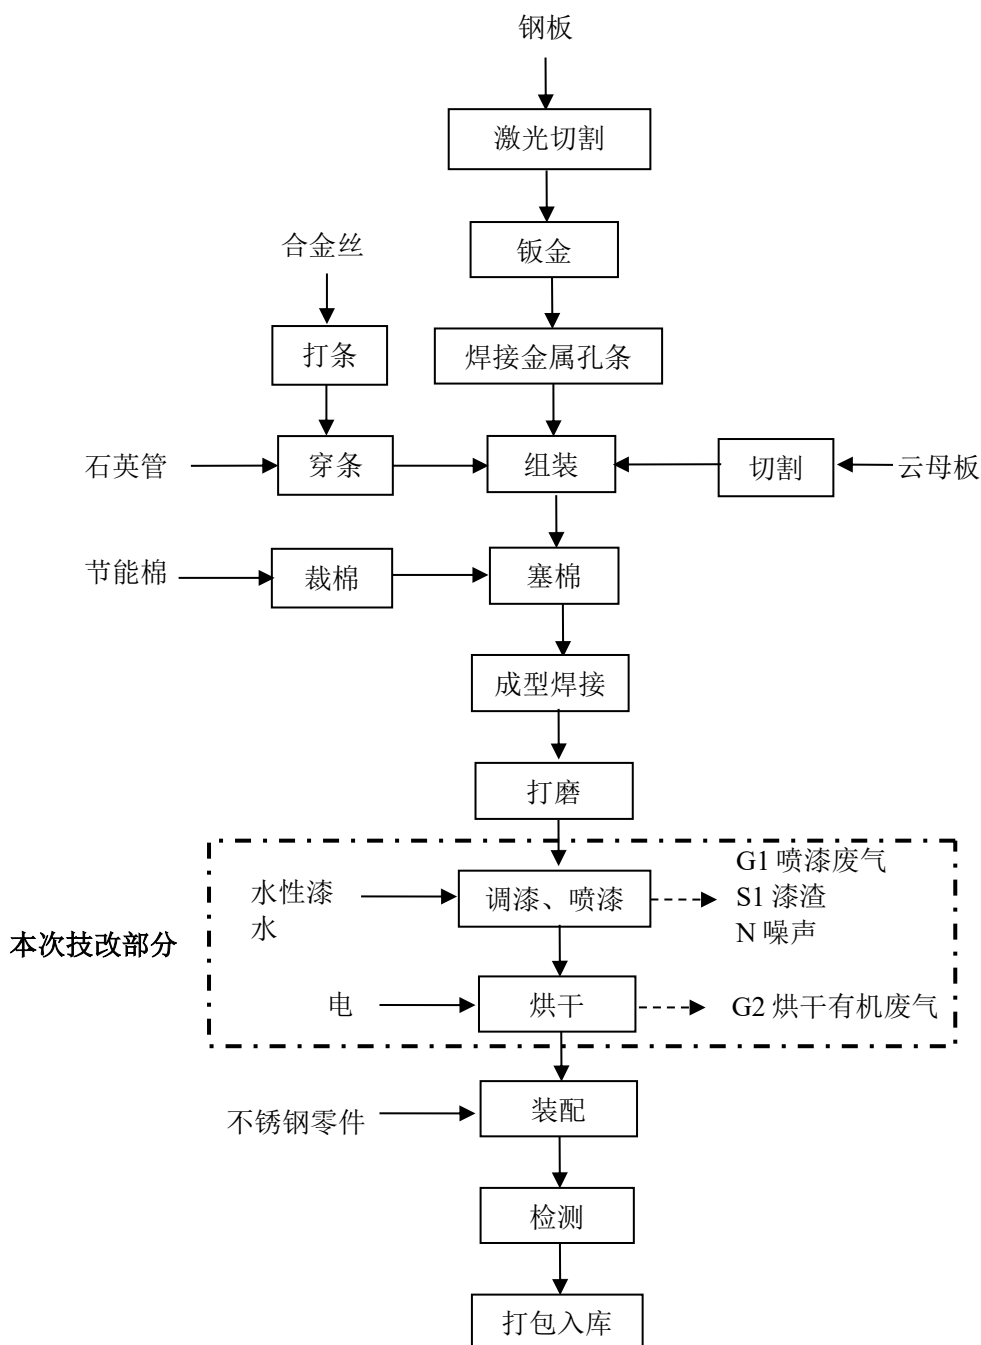 钢板
激光切割
合金丝
钣金
打条
焊接金属孔条
石英管
穿条
组装
切割
云母板
节能棉
裁棉
塞棉
成型焊接
打磨
水性漆
水
调漆、喷漆
G1 喷漆废气
S1 漆渣
N 噪声
本次技改部分
电
烘干
G2 烘干有机废气
不锈钢零件
装配
检测
打包入库